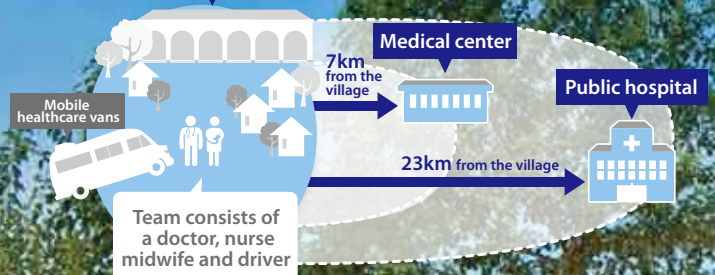 Medical center
7km
from the
village
Public hospital
Mobile
healthcare vans
23km from the village
Team consists of
a doctor, nurse
midwife and driver